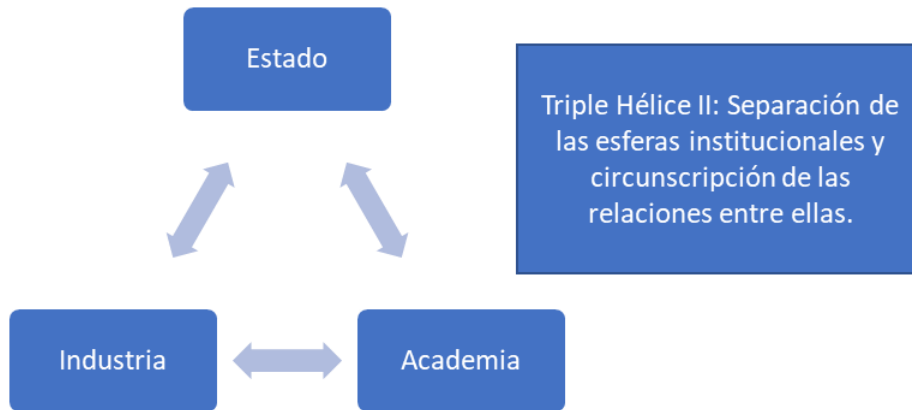 Estado
Triple Hélice II: Separación de
las esferas institucionales y
circunscripción de las
relaciones entre ellas.
Industria
Academia